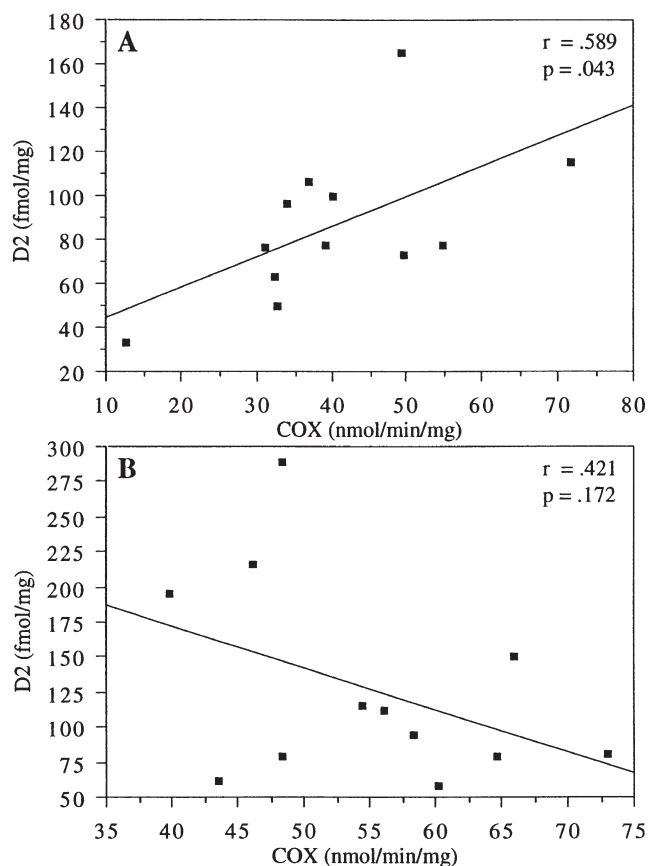 A
r = .589
p = .043
D2 (fmol/mg)
180
160
140
120
100
80
60
40
20
10 20 30 40 50 60 70 80
COX (nmol/min/mg)
B
r = .421
p = .172
D2 (fmol/mg)
300
275
250
225
200
175
150
125
100
75
50
35 40 45 50 55 60 65 70 75
COX (nmol/min/mg)